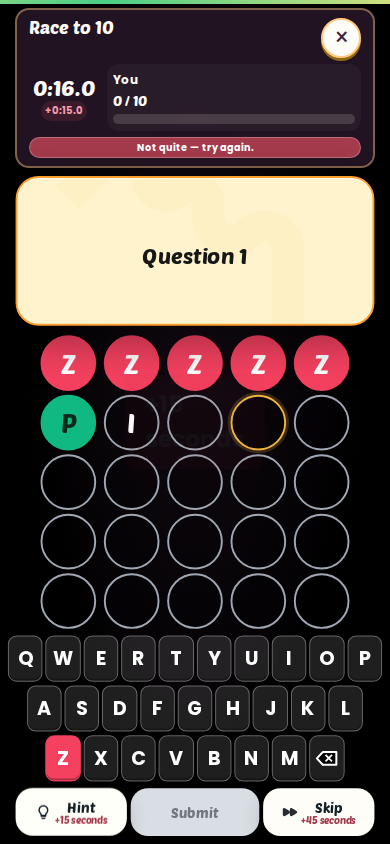 Race to 10
×
0:16.0
+0:15.0
You
0 / 10
Not quite — try again.
Question 1
Z Z Z Z Z
P I
Q W E R T Y U I O P
A S D F G H J K L
Z X C V B N M
Hint
+15 seconds
Submit
Skip
+45 seconds